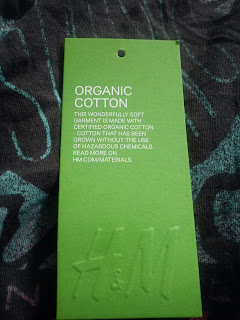 ORGANIC
COTTON
THIS WONDERFULLY SOFT
GARMENT IS MADE WITH
CERTIFIED ORGANIC COTTON
- COTTON THAT HAS BEEN
GROWN WITHOUT THE USE
OF HAZARDOUS CHEMICALS.
READ MORE ON
HM.COM/MATERIALS
H&M